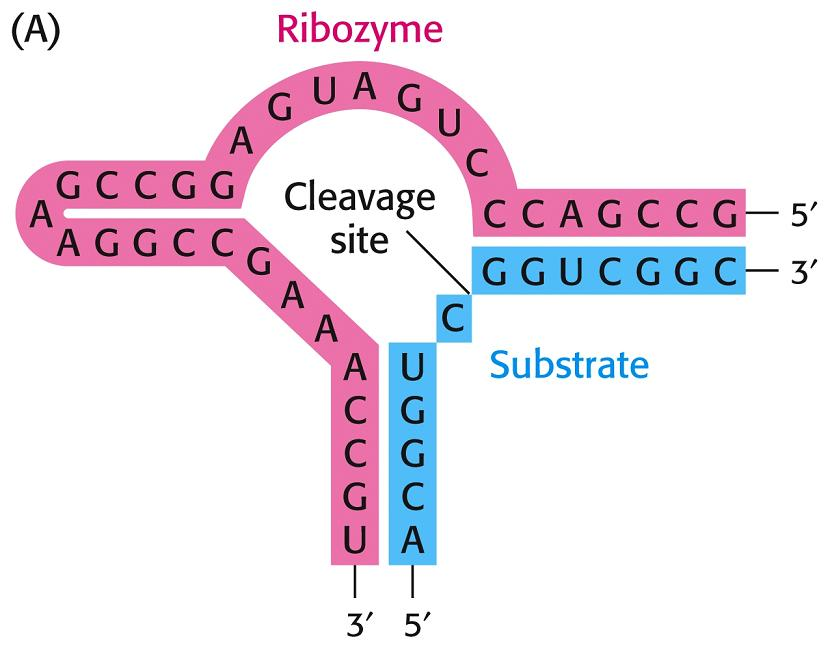 (A)
Ribozyme
A G U A G U C
G C C G G
A
A G G C C G A A
Cleavage
site
C C A G C C G
5′
G G U C G G C
3′
C
Substrate
A
C
C
G
U
U
G
G
C
A
3′
5′